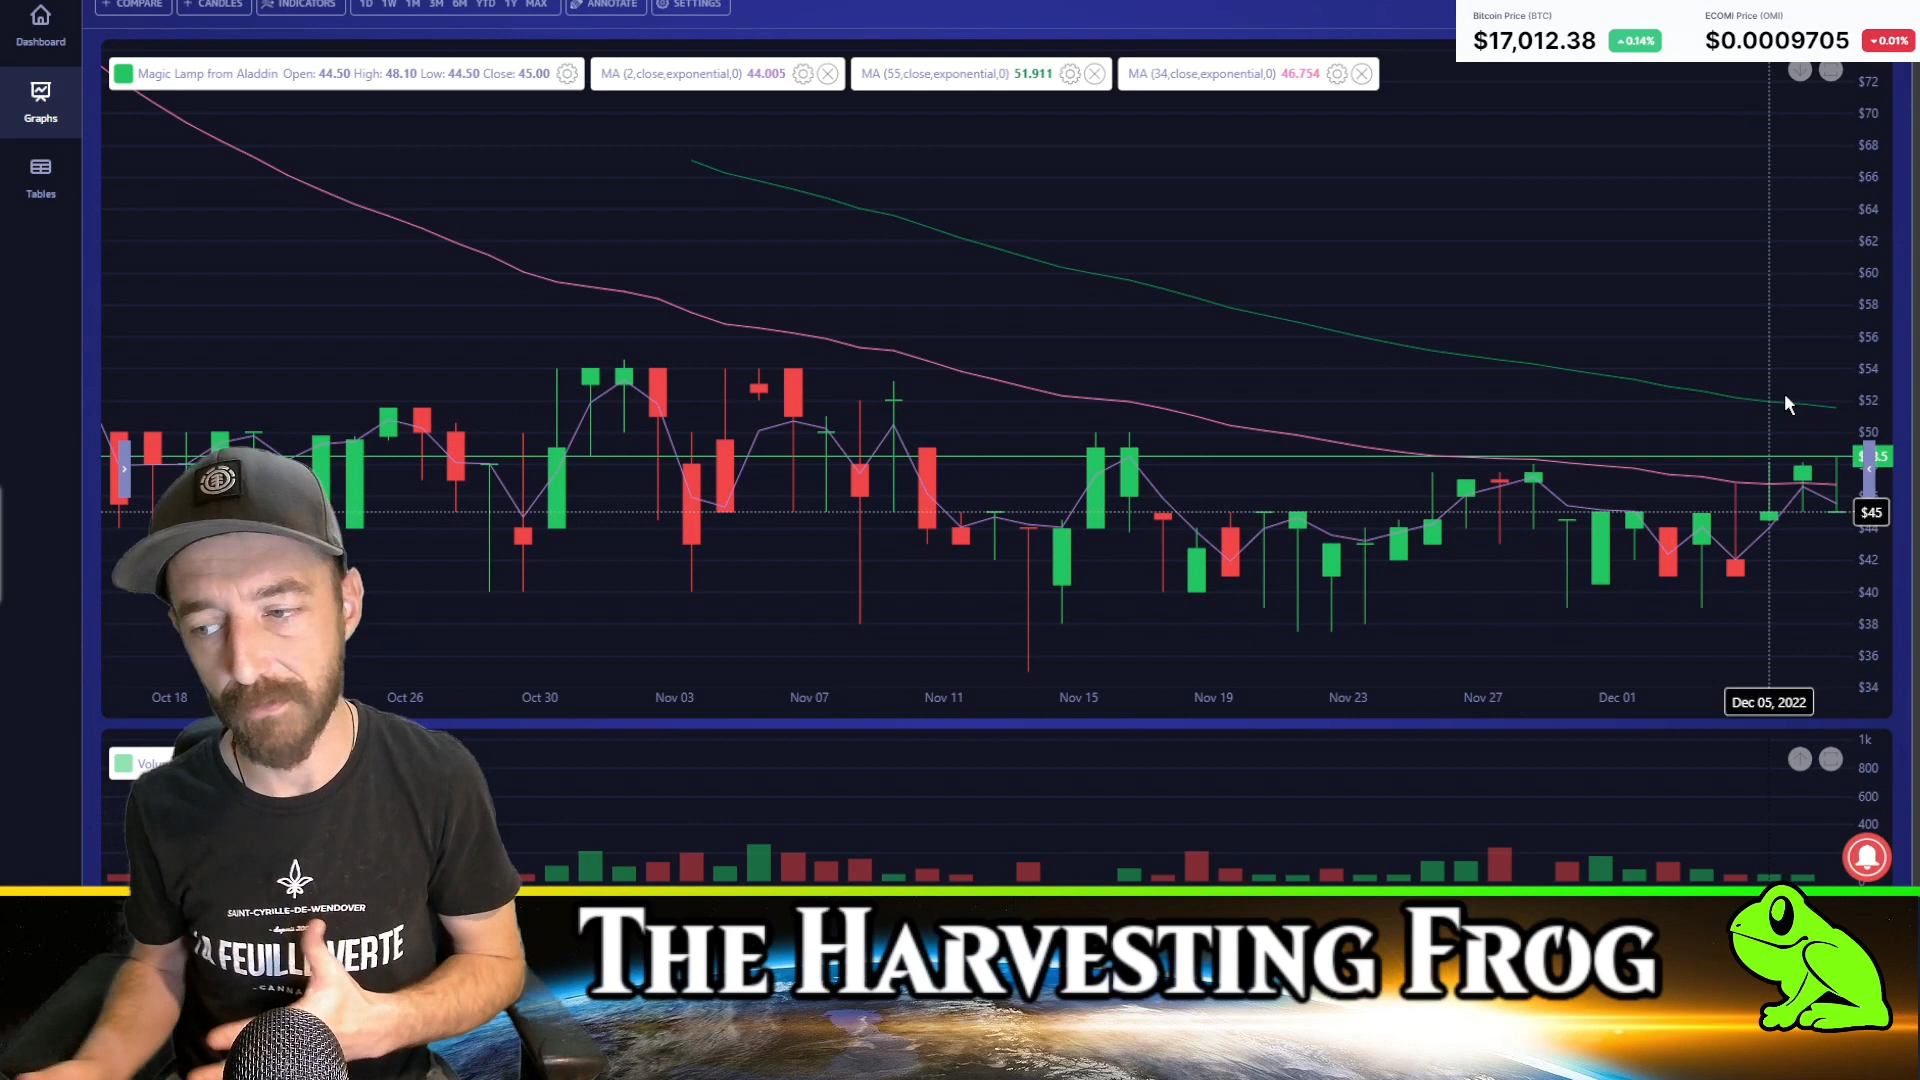 + COMPARE
+ CANDLES
INDICATORS
1D 1W 1M 3M 6M YTD 1Y MAX
ANNOTATE
SETTINGS
Bitcoin Price (BTC)
$17,012.38
0.14%
ECOMI Price (OMI)
$0.0009705
0.01%
Dashboard
Graphs
Tables
Magic Lamp from Aladdin Open: 44.50 High: 48.10 Low: 44.50 Close: 45.00
MA (2,close,exponential,0) 44.005
MA (55,close,exponential,0) 51.911
MA (34,close,exponential,0) 46.754
$72
$70
$68
$66
$64
$62
$60
$58
$56
$54
$52
$50
$45
$44
$42
$40
$38
$36
$34
Oct 18
Oct 26
Oct 30
Nov 03
Nov 07
Nov 11
Nov 15
Nov 19
Nov 23
Nov 27
Dec 01
Dec 05, 2022
1k
800
600
400
SAINT-CYRILLE-DE-WENDOVER
THE HARVESTING FROG